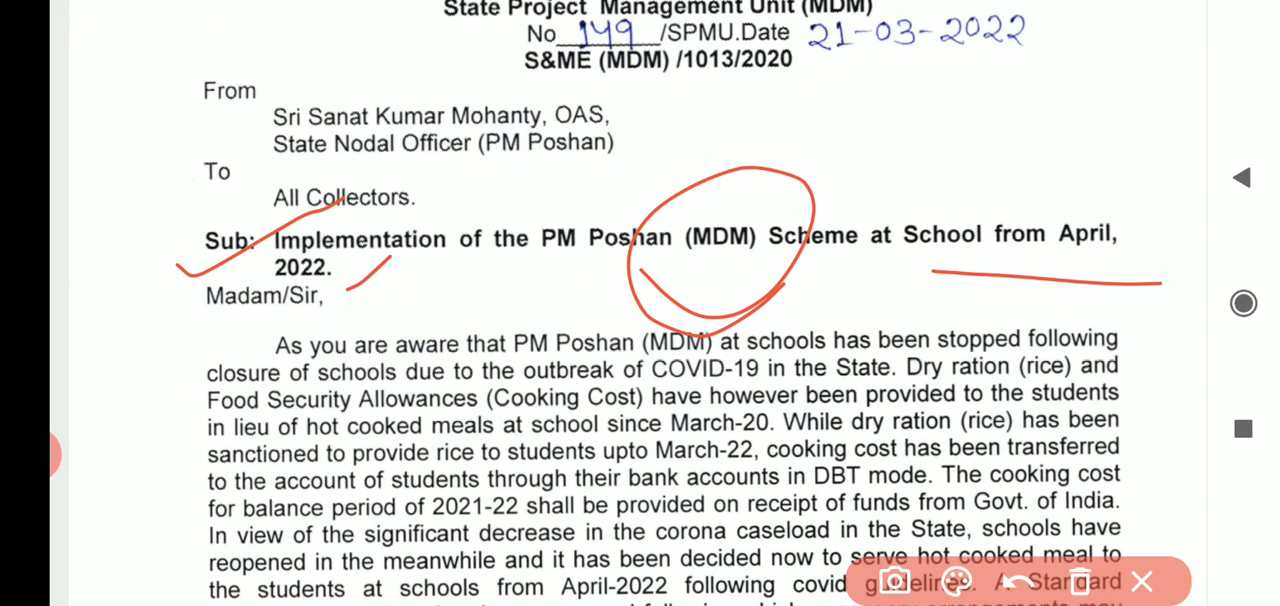 State Project Management Unit (MDM)
No 149 /SPMU.Date 21-03-2022
S&ME (MDM) /1013/2020
From
Sri Sanat Kumar Mohanty, OAS,
State Nodal Officer (PM Poshan)
To
All Collectors.
Sub: Implementation of the PM Poshan (MDM) Scheme at School from April,
2022.
Madam/Sir,
As you are aware that PM Poshan (MDM) at schools has been stopped following
closure of schools due to the outbreak of COVID-19 in the State. Dry ration (rice) and
Food Security Allowances (Cooking Cost) have however been provided to the students
in lieu of hot cooked meals at school since March-20. While dry ration (rice) has been
sanctioned to provide rice to students upto March-22, cooking cost has been transferred
to the account of students through their bank accounts in DBT mode. The cooking cost
for balance period of 2021-22 shall be provided on receipt of funds from Govt. of India.
In view of the significant decrease in the corona caseload in the State, schools have
reopened in the meanwhile and it has been decided now to serve hot cooked meal to
the students at schools from April-2022 following covid guidelines. A Standard